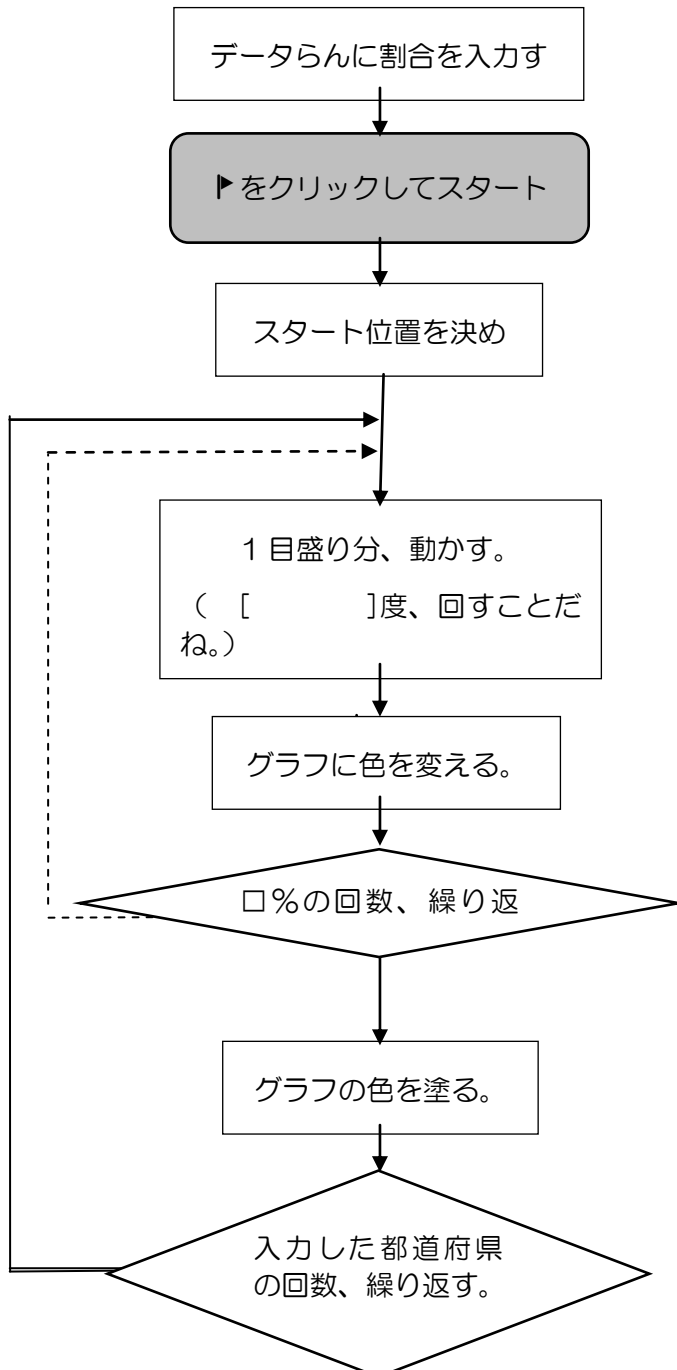 データらんに割合を入力す
をクリックしてスタート
スタート位置を決め
1目盛り分、動かす。
（　[　　　　]度、回すことだ
ね。）
グラフに色を変える。
□％の回数、繰り返
グラフの色を塗る。
入力した都道府県
の回数、繰り返す。